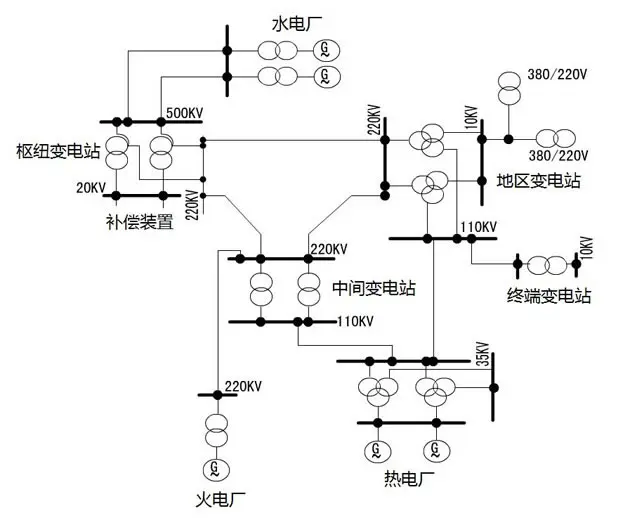 水电厂
G
~
G
~
500KV
枢纽变电站
20KV
补偿装置
220KV
220KV
10KV
380/220V
380/220V
地区变电站
110KV
10KV
终端变电站
220KV
中间变电站
110KV
35KV
220KV
G
~
火电厂
G
~
G
~
热电厂